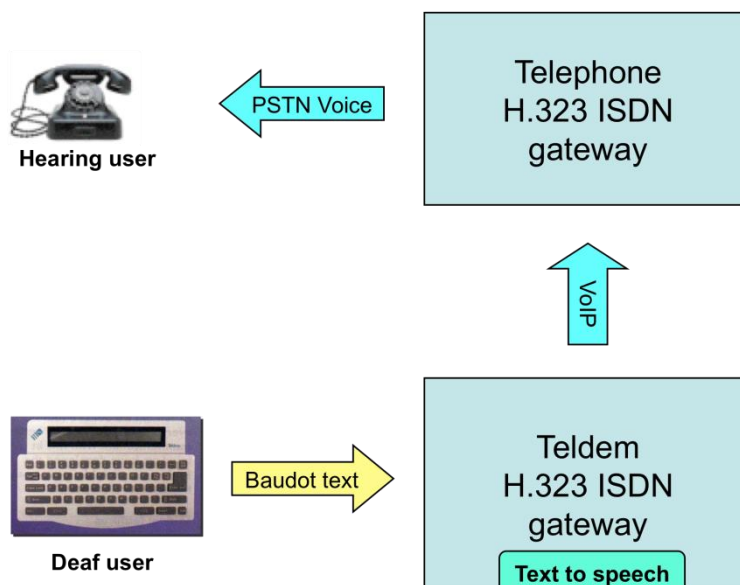 Telephone
H.323 ISDN
gateway
PSTN Voice
Hearing user
VoIP
Teldem
H.323 ISDN
gateway
Baudot text
Text to speech
Deaf user